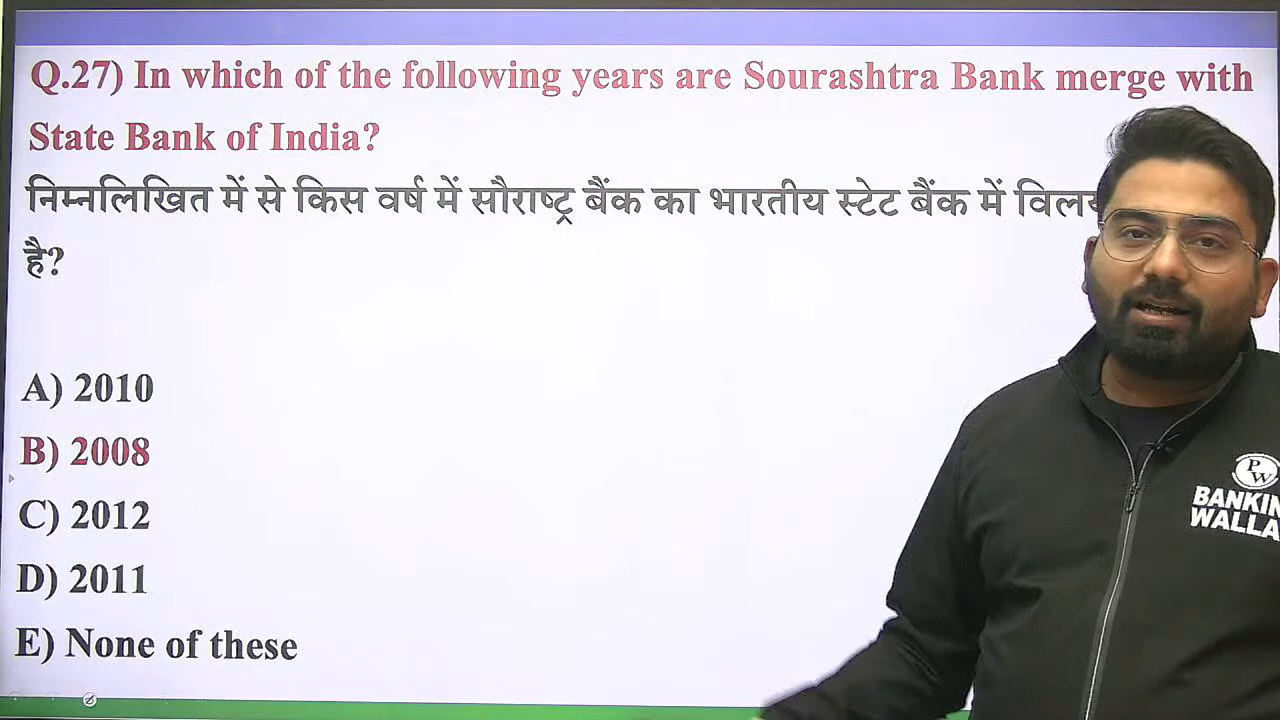 Q.27) In which of the following years are Sourashtra Bank merge with
State Bank of India?
निम्नलिखित में से किस वर्ष में सौराष्ट्र बैंक का भारतीय स्टेट बैंक में
है?
A) 2010
B) 2008
C) 2012
D) 2011
E) None of these
PW
WALLA